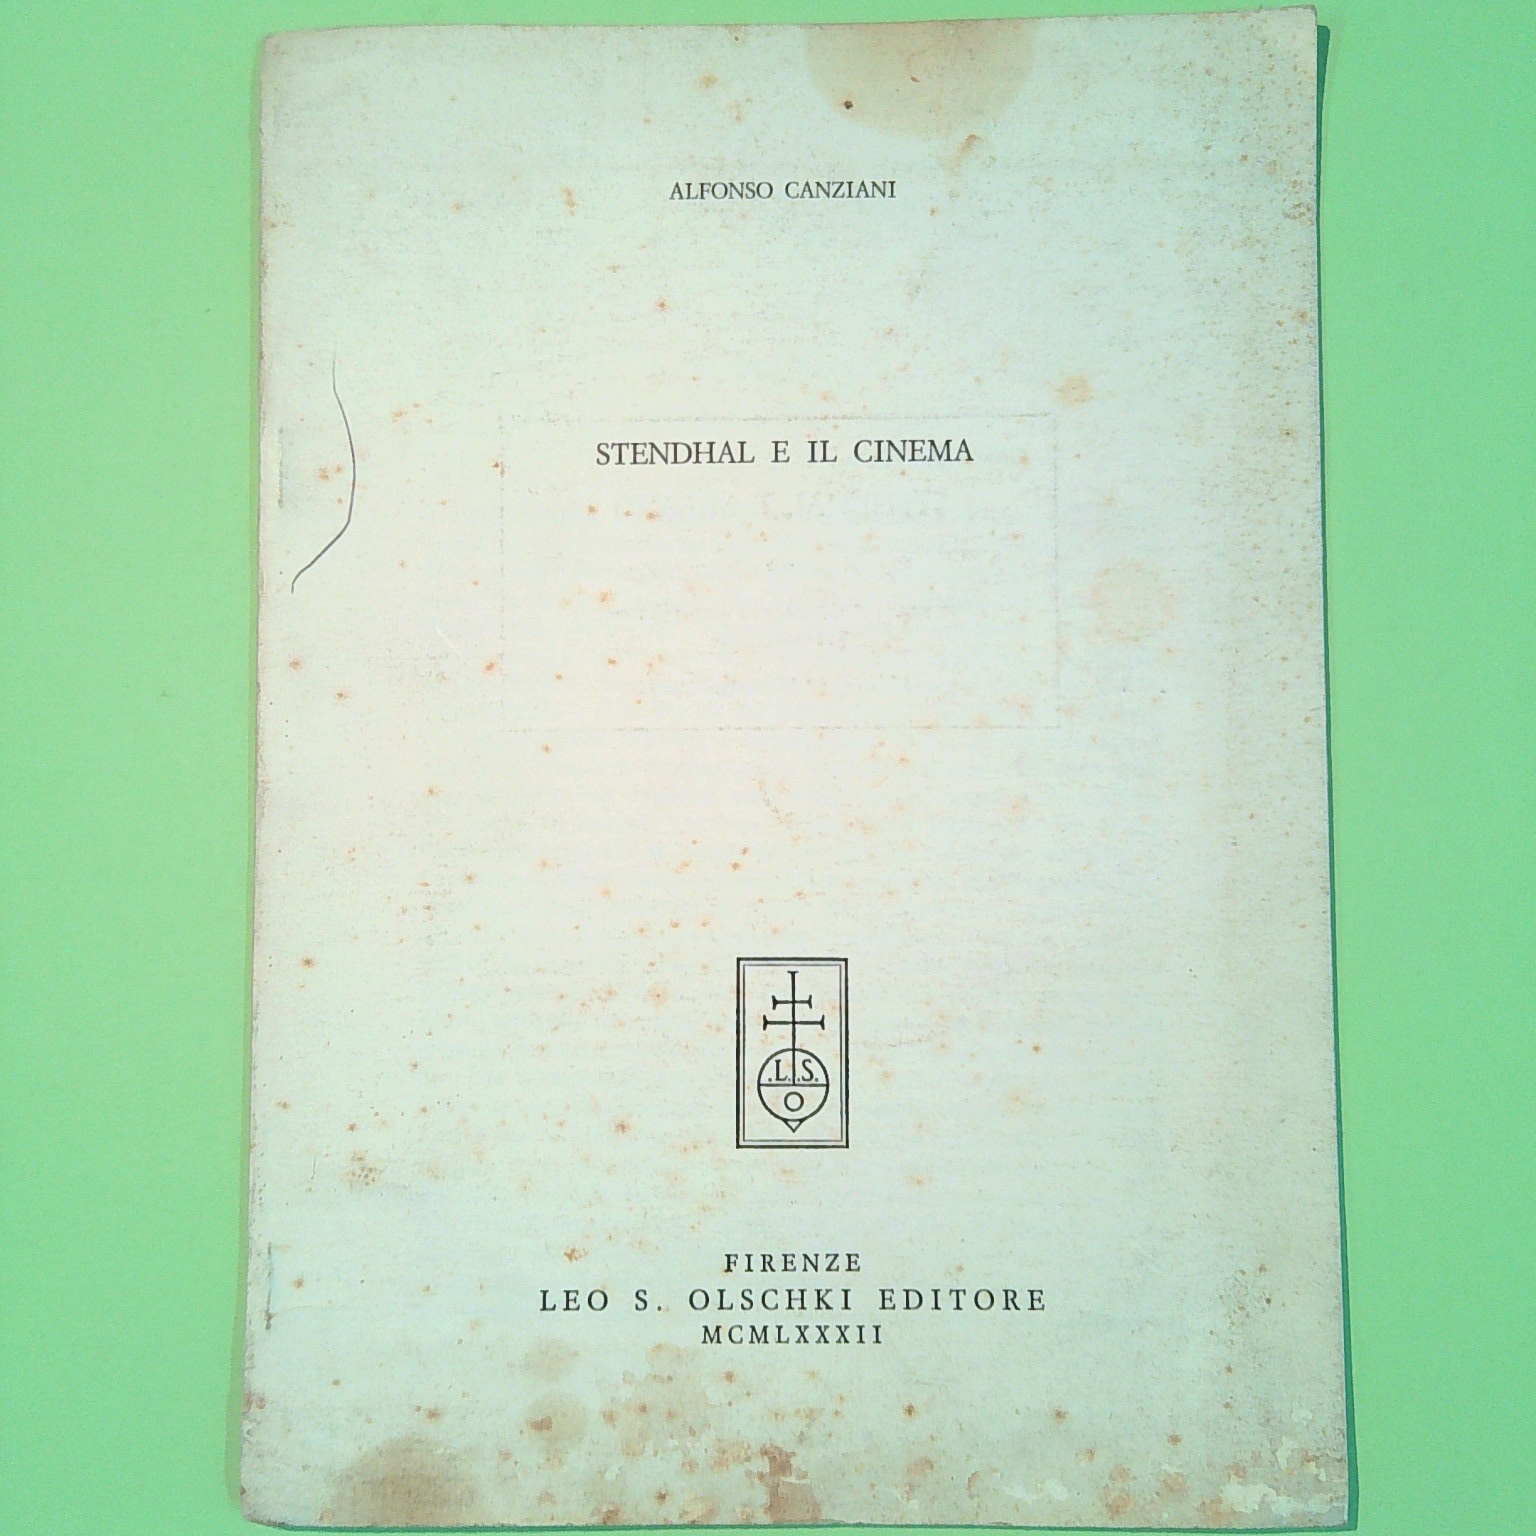 ALFONSO CANZIANI
STENDHAL E IL CINEMA
.L.S.
O
FIRENZE
LEO S. OLSCHKI EDITORE
MCMLXXXII